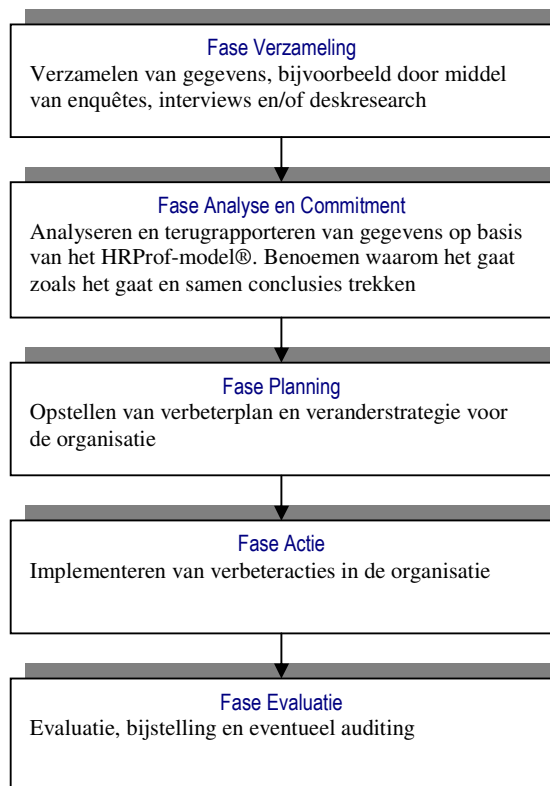 Fase Verzameling
Verzamelen van gegevens, bijvoorbeeld door middel
van enquêtes, interviews en/of deskresearch
Fase Analyse en Commitment
Analyseren en terugrapporteren van gegevens op basis
van het HRProf-model®. Benoemen waarom het gaat
zoals het gaat en samen conclusies trekken
Fase Planning
Opstellen van verbeterplan en veranderstrategie voor
de organisatie
Fase Actie
Implementeren van verbeteracties in de organisatie
Fase Evaluatie
Evaluatie, bijstelling en eventueel auditing